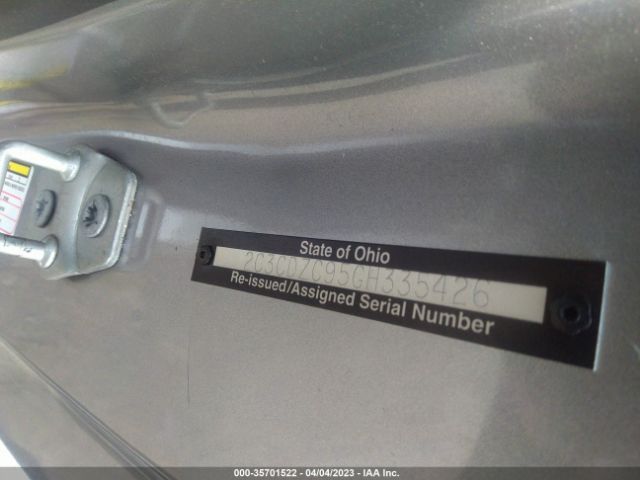 State of Ohio
2C3CDZC95GH335426
Re-issued/Assigned Serial Number
000-35701522 - 04/04/2023 - IAA Inc.